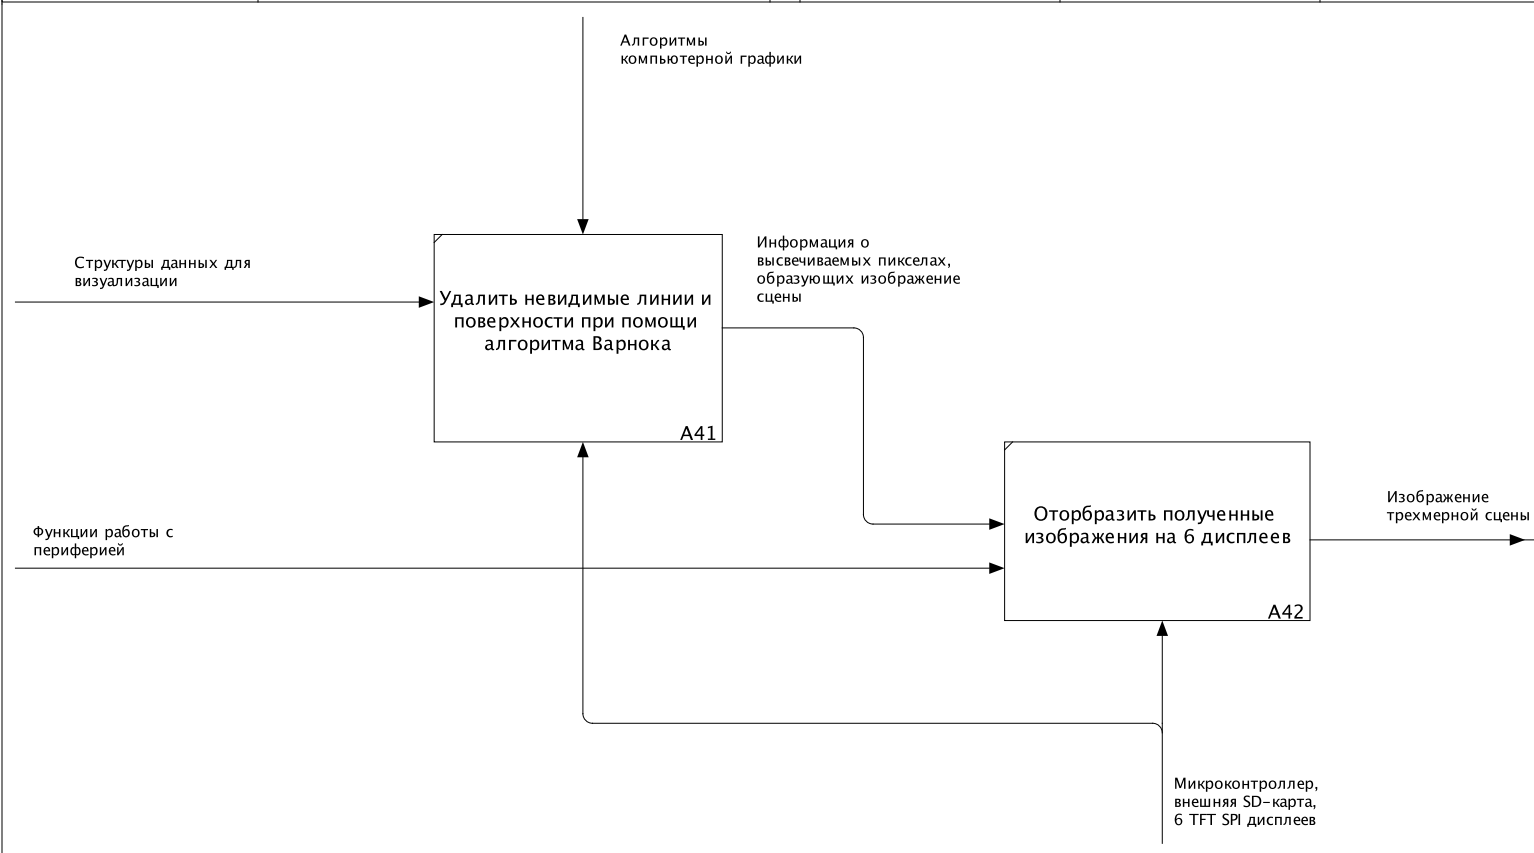 Алгоритмы
компьютерной графики
Структуры данных для
визуализации
Удалить невидимые линии и
поверхности при помощи
алгоритма Варнока
A41
Информация о
высвечиваемых пикселах,
образующих изображение
сцены
Функции работы с
периферией
Оторбразить полученные
изображения на 6 дисплеев
A42
Изображение
трехмерной сцены
Микроконтроллер,
внешняя SD-карта,
6 TFT SPI дисплеев